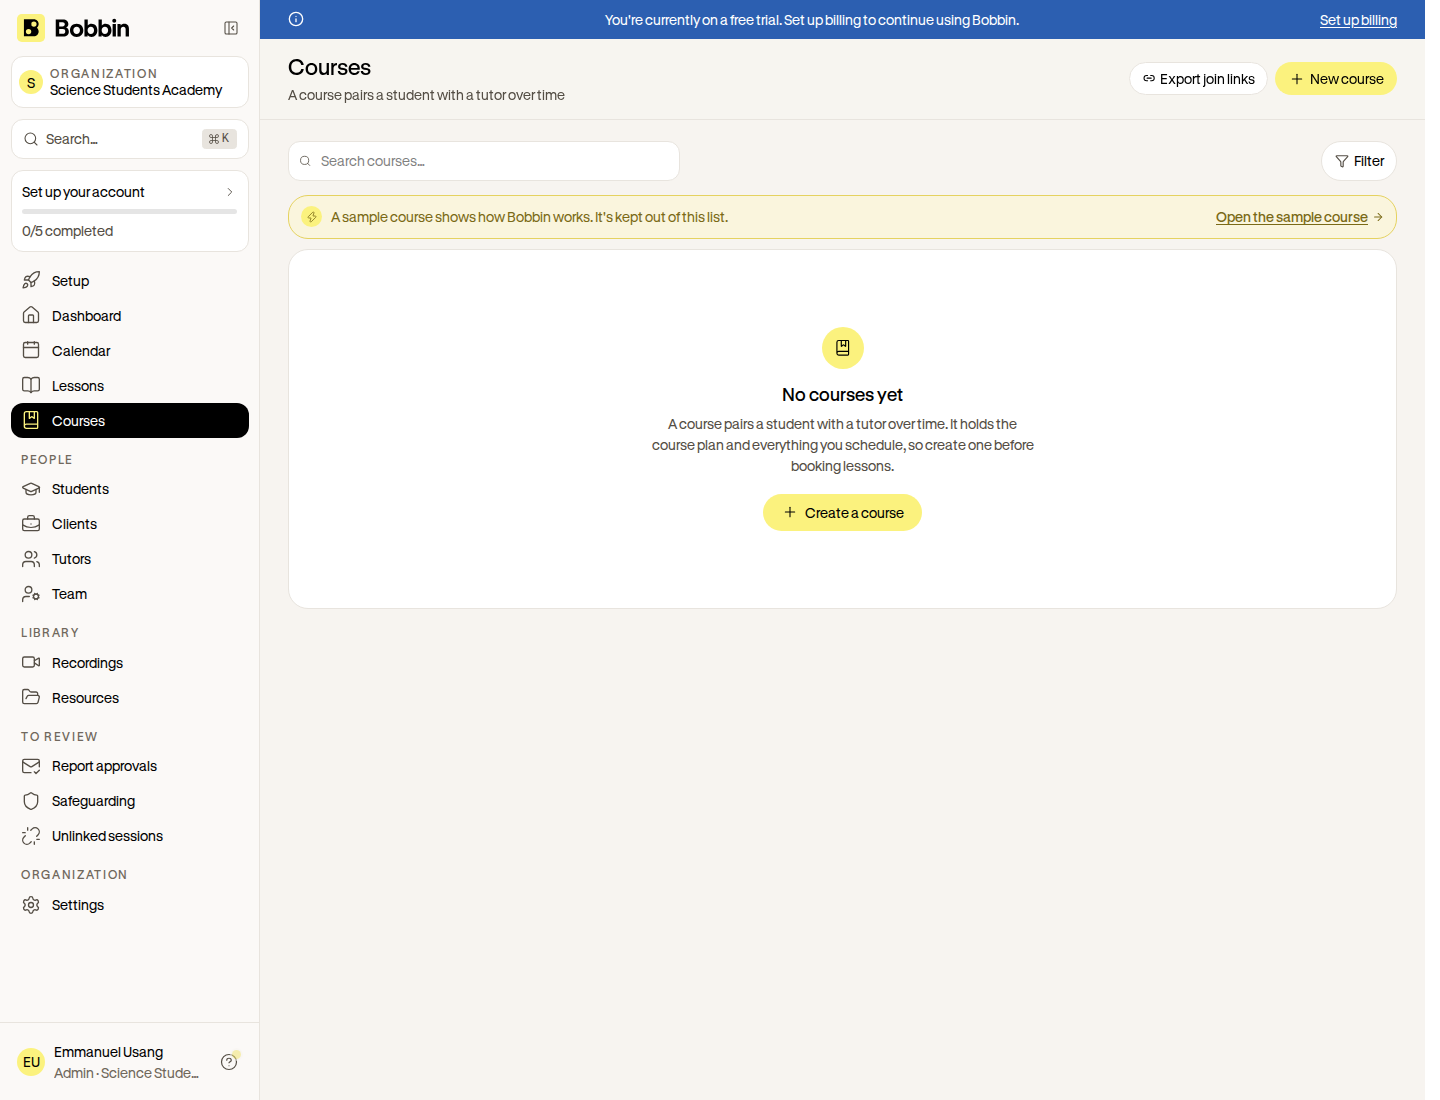 Bobbin
ORGANIZATION
S
Science Students Academy
Search...
⌘ K
Set up your account
0/5 completed
Setup
Dashboard
Calendar
Lessons
Courses
PEOPLE
Students
Clients
Tutors
Team
LIBRARY
Recordings
Resources
TO REVIEW
Report approvals
Safeguarding
Unlinked sessions
ORGANIZATION
Settings
EU
Emmanuel Usang
Admin · Science Stude...
You're currently on a free trial. Set up billing to continue using Bobbin.
Set up billing
Courses
A course pairs a student with a tutor over time
Export join links
New course
Search courses...
Filter
A sample course shows how Bobbin works. It's kept out of this list.
Open the sample course
No courses yet
A course pairs a student with a tutor over time. It holds the
course plan and everything you schedule, so create one before
booking lessons.
Create a course